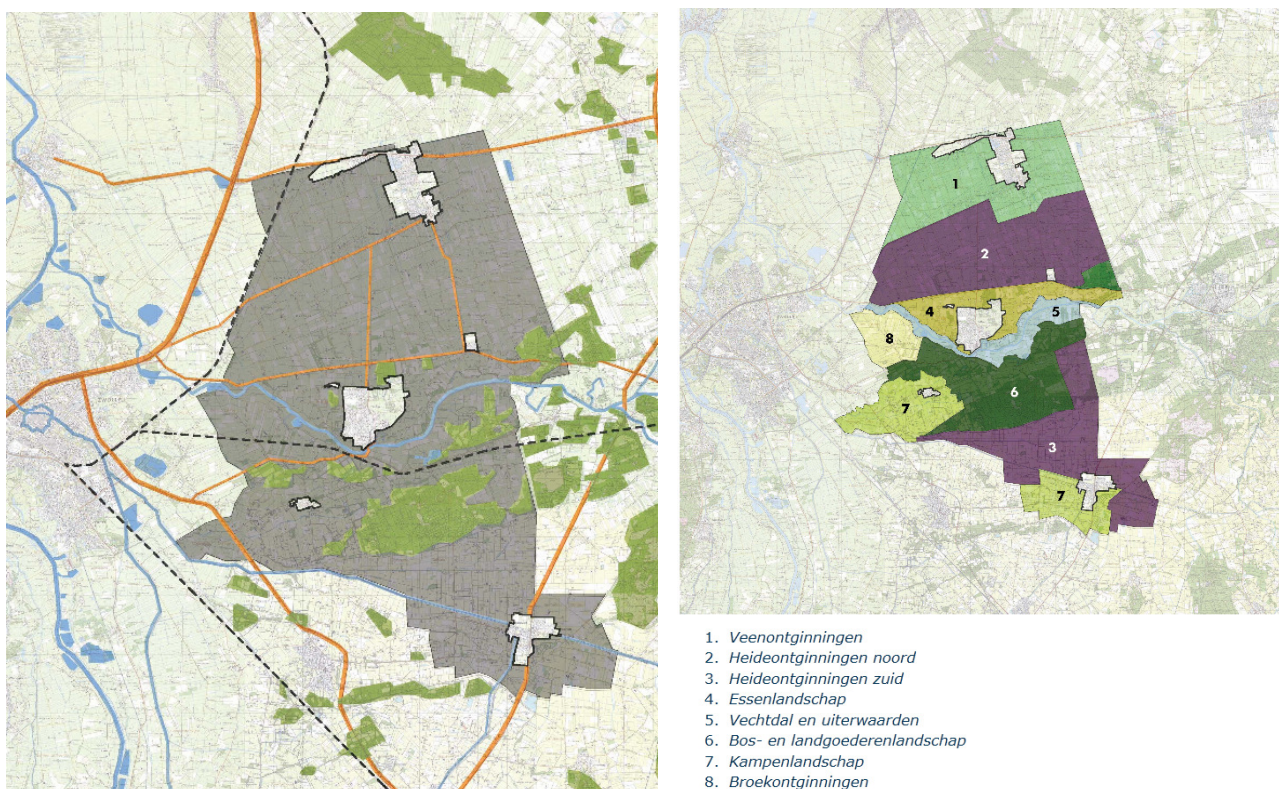 1
2
4
5
8
6
7
3
7
1. Veenontginningen
2. Heideontginningen noord
3. Heideontginningen zuid
4. Essenlandschap
5. Vechtdal en uiterwaarden
6. Bos- en landgoederenlandschap
7. Kampenlandschap
8. Broekontginningen